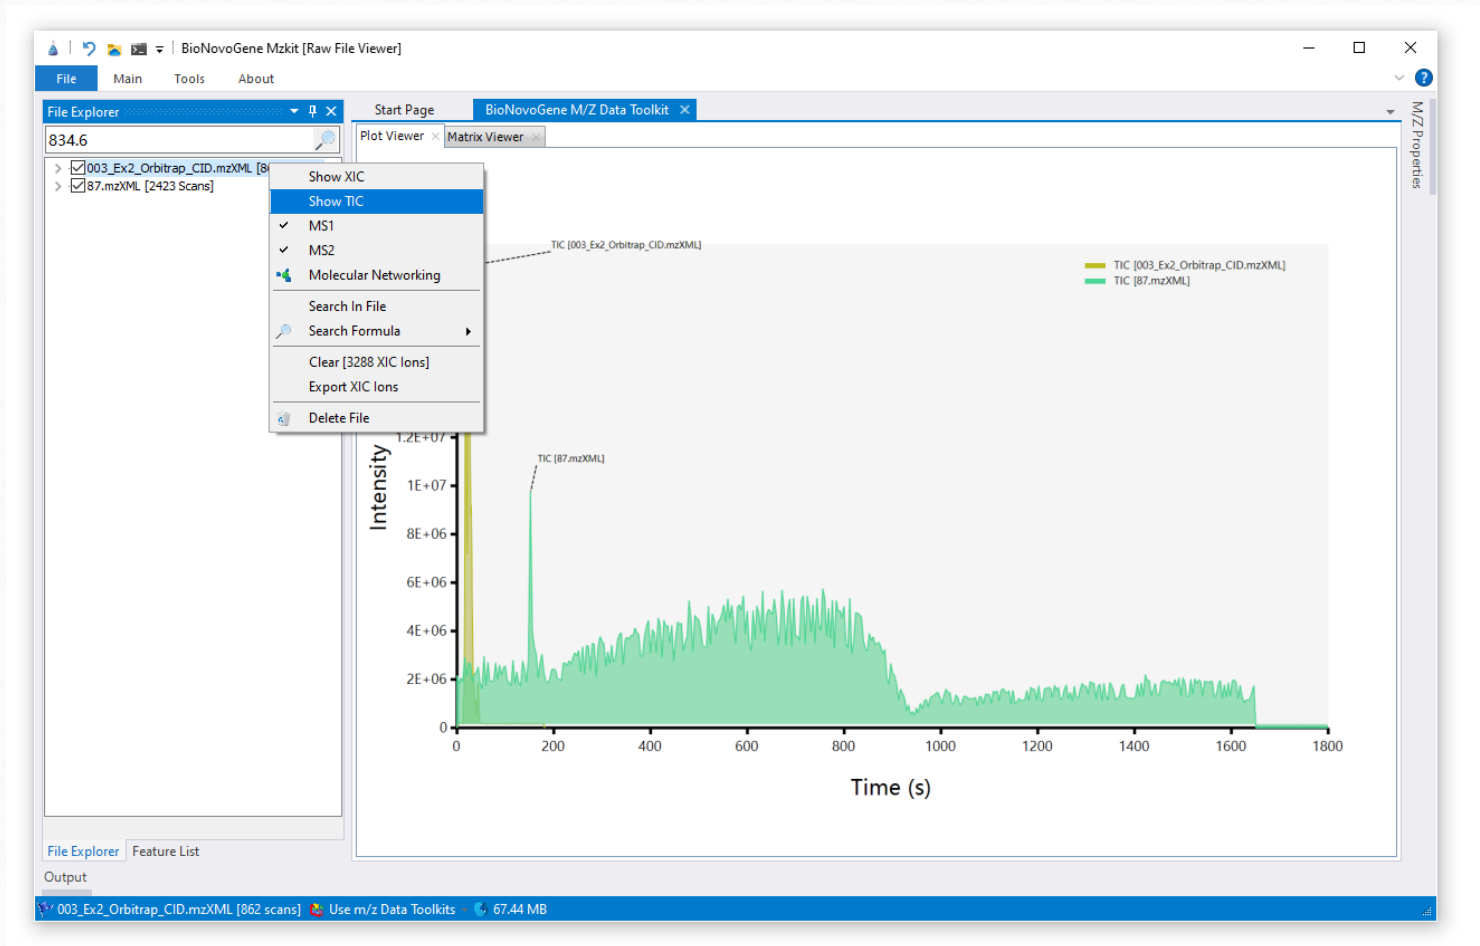 BioNovoGene Mzkit [Raw File Viewer]
File Main Tools About
File Explorer
834.6
003_Ex2_Orbitrap_CID.mzXML [8
87.mzXML [2423 Scans]
Show XIC
Show TIC
MS1
MS2
Molecular Networking
Search In File
Search Formula
Clear [3288 XIC Ions]
Export XIC Ions
Delete File
File Explorer Feature List
Start Page BioNovoGene M/Z Data Toolkit
Plot Viewer Matrix Viewer
TIC [003_Ex2_Orbitrap_CID.mzXML]
TIC [003_Ex2_Orbitrap_CID.mzXML]
TIC [87.mzXML]
TIC [87.mzXML]
Intensity
1.2E+07
1E+07
8E+06
6E+06
4E+06
2E+06
0
0 200 400 600 800 1000 1200 1400 1600 1800
Time (s)
M/Z Properties
Output
003_Ex2_Orbitrap_CID.mzXML [862 scans] Use m/z Data Toolkits 67.44 MB